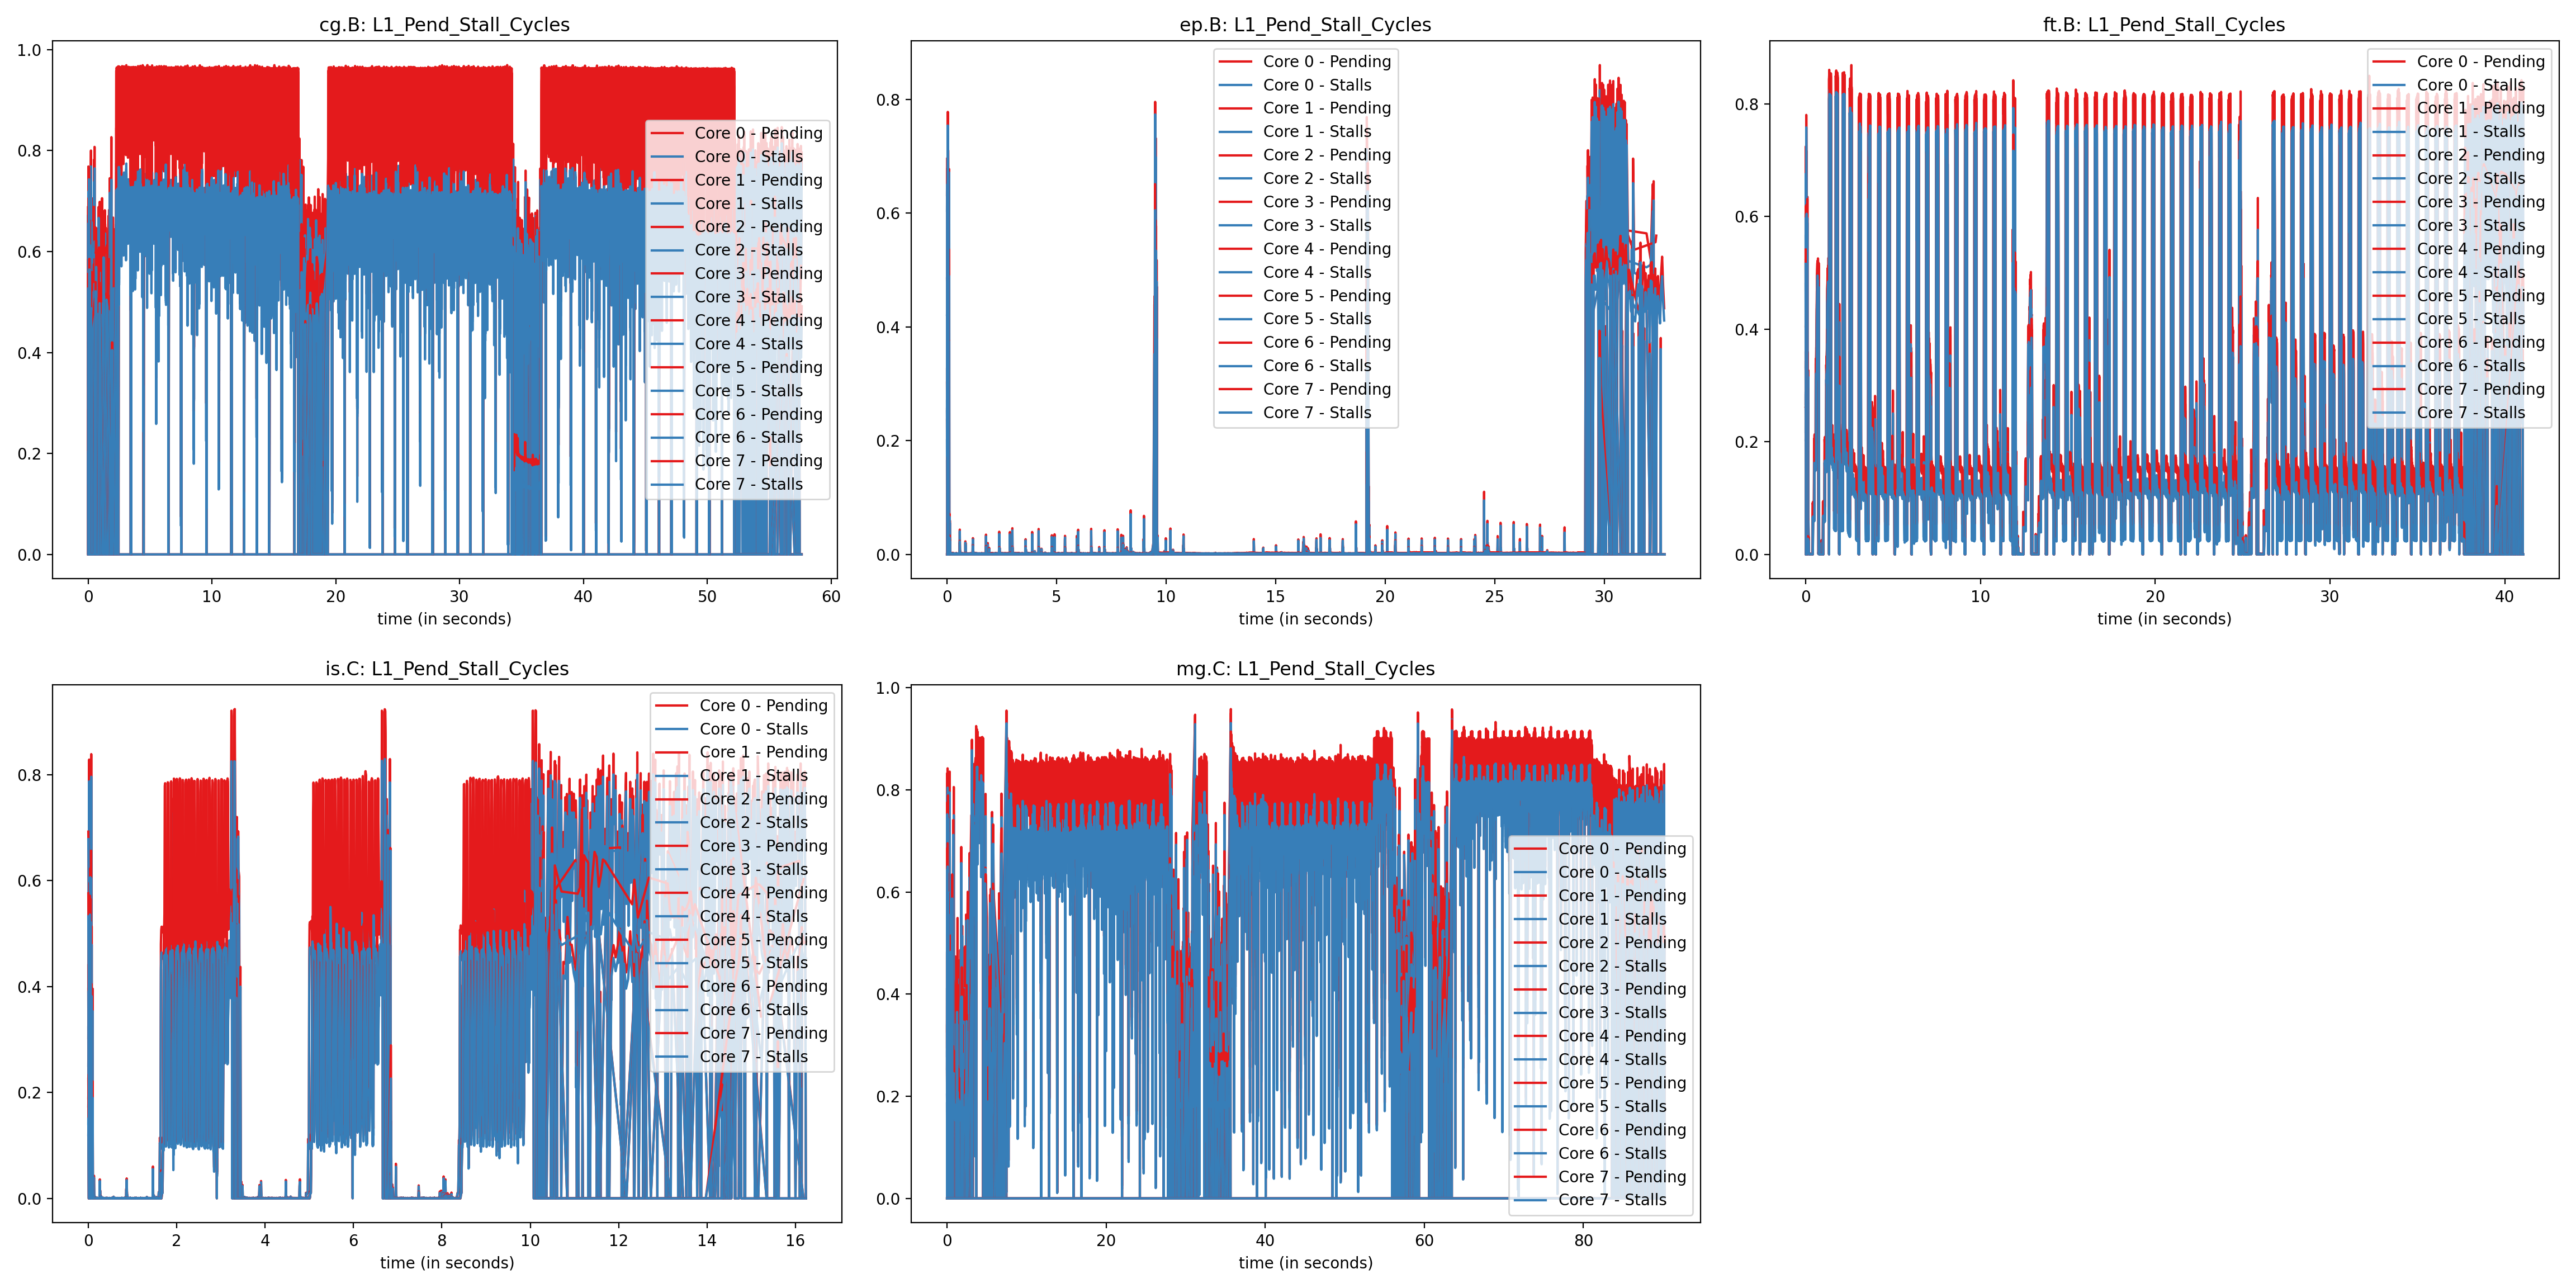 cg.B: L1_Pend_Stall_Cycles
1.0
0.8
0.6
0.4
0.2
0.0
Core 0 - Pending
Core 0 - Stalls
Core 1 - Pending
Core 1 - Stalls
Core 2 - Pending
Core 2 - Stalls
Core 3 - Pending
Core 3 - Stalls
Core 4 - Pending
Core 4 - Stalls
Core 5 - Pending
Core 5 - Stalls
Core 6 - Pending
Core 6 - Stalls
Core 7 - Pending
Core 7 - Stalls
0 10 20 30 40 50 60
time (in seconds)
ep.B: L1_Pend_Stall_Cycles
0.8
0.6
0.4
0.2
0.0
Core 0 - Pending
Core 0 - Stalls
Core 1 - Pending
Core 1 - Stalls
Core 2 - Pending
Core 2 - Stalls
Core 3 - Pending
Core 3 - Stalls
Core 4 - Pending
Core 4 - Stalls
Core 5 - Pending
Core 5 - Stalls
Core 6 - Pending
Core 6 - Stalls
Core 7 - Pending
Core 7 - Stalls
0 5 10 15 20 25 30
time (in seconds)
ft.B: L1_Pend_Stall_Cycles
0.8
0.6
0.4
0.2
0.0
Core 0 - Pending
Core 0 - Stalls
Core 1 - Pending
Core 1 - Stalls
Core 2 - Pending
Core 2 - Stalls
Core 3 - Pending
Core 3 - Stalls
Core 4 - Pending
Core 4 - Stalls
Core 5 - Pending
Core 5 - Stalls
Core 6 - Pending
Core 6 - Stalls
Core 7 - Pending
Core 7 - Stalls
0 10 20 30 40
time (in seconds)
is.C: L1_Pend_Stall_Cycles
0.8
0.6
0.4
0.2
0.0
Core 0 - Pending
Core 0 - Stalls
Core 1 - Pending
Core 1 - Stalls
Core 2 - Pending
Core 2 - Stalls
Core 3 - Pending
Core 3 - Stalls
Core 4 - Pending
Core 4 - Stalls
Core 5 - Pending
Core 5 - Stalls
Core 6 - Pending
Core 6 - Stalls
Core 7 - Pending
Core 7 - Stalls
0 2 4 6 8 10 12 14 16
time (in seconds)
mg.C: L1_Pend_Stall_Cycles
1.0
0.8
0.6
0.4
0.2
0.0
Core 0 - Pending
Core 0 - Stalls
Core 1 - Pending
Core 1 - Stalls
Core 2 - Pending
Core 2 - Stalls
Core 3 - Pending
Core 3 - Stalls
Core 4 - Pending
Core 4 - Stalls
Core 5 - Pending
Core 5 - Stalls
Core 6 - Pending
Core 6 - Stalls
Core 7 - Pending
Core 7 - Stalls
0 20 40 60 80
time (in seconds)